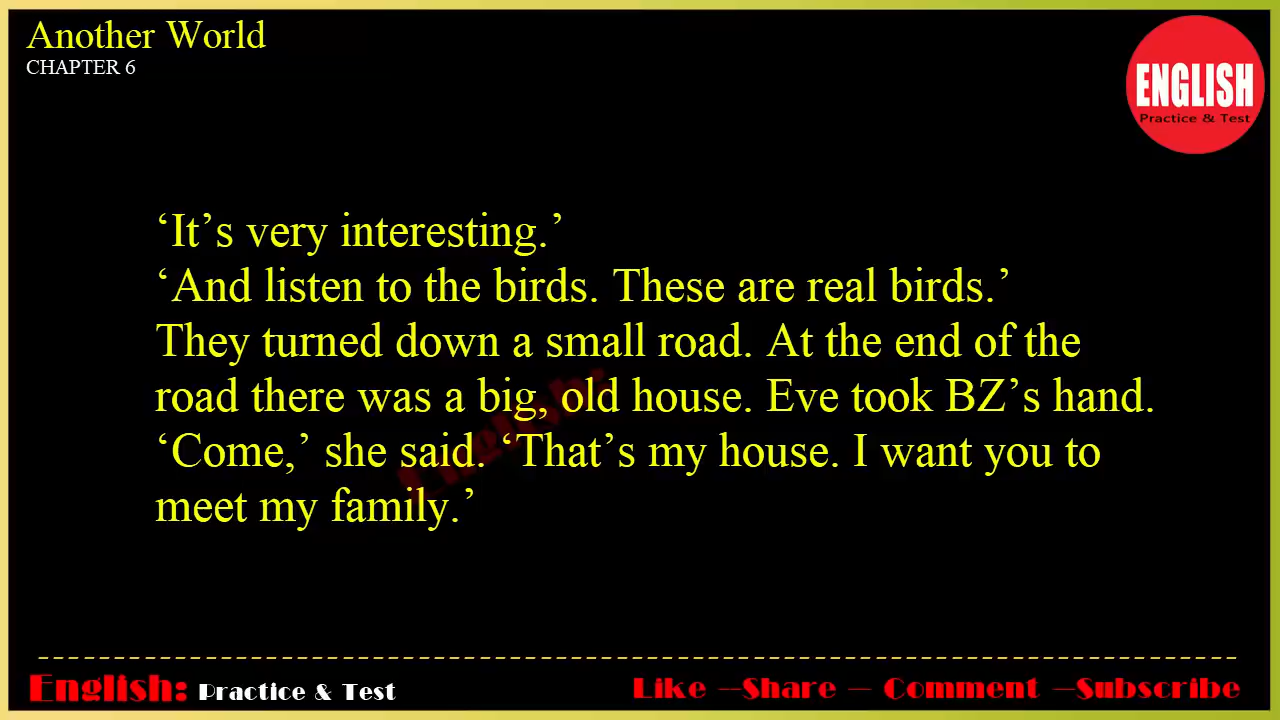 Another World
CHAPTER 6
ENGLISH
Practice & Test
‘It’s very interesting.’
‘And listen to the birds. These are real birds.’
They turned down a small road. At the end of the
road there was a big, old house. Eve took BZ’s hand.
‘Come,’ she said. ‘That’s my house. I want you to
meet my family.’
English: Practice & Test
Like —Share — Comment —Subscribe